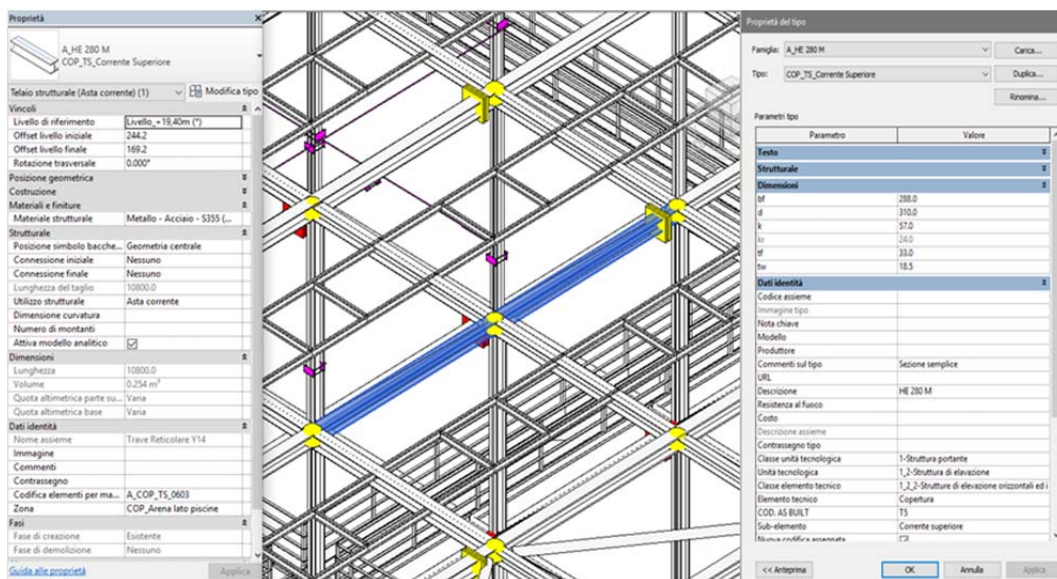 Proprietà
A_HE 280 M
COP_TS_Corrente Superiore
Telaio strutturale (Asta corrente) (1)
Modifica tipo
Vincoli
Livello di riferimento Livello_+19,40m (*)
Offset livello iniziale 244.2
Offset livello finale 169.2
Rotazione trasversale 0.000°
Posizione geometrica
Costruzione
Materiali e finiture
Materiale strutturale Metallo - Acciaio - S355 (...
Strutturale
Posizione simbolo bacche... Geometria centrale
Connessione iniziale Nessuno
Connessione finale Nessuno
Lunghezza del taglio 10800.0
Utilizzo strutturale Asta corrente
Dimensione curvatura
Numero di montanti
Attiva modello analitico
Dimensioni
Lunghezza 10800.0
Volume 0.254 m³
Quota altimetrica parte su... Varia
Quota altimetrica base Varia
Dati identità
Nome assieme Trave Reticolare Y14
Immagine
Commenti
Contrassegno
Codifica elementi per ma... A_COP_TS_0603
Zona COP_Arena lato piscine
Fasi
Fase di creazione Esistente
Fase di demolizione Nessuno
Guida alle proprietà
Applica
Proprietà del tipo
Famiglia: A_HE 280 M
Carica...
Tipo: COP_TS_Corrente Superiore
Duplica...
Rinomina...
Parametri tipo
Parametro Valore
Testo
Strutturale
Dimensioni
bf 288.0
d 310.0
k 57.0
kr 24.0
tf 33.0
tw 18.5
Dati identità
Codice assieme
Immagine tipo
Nota chiave
Modello
Produttore
Commenti sul tipo Sezione semplice
URL
Descrizione HE 280 M
Resistenza al fuoco
Costo
Descrizione assieme
Contrassegno tipo
Classe unità tecnologica 1-Struttura portante
Unità tecnologica 1_2-Struttura di elevazione
Classe elemento tecnico 1_2_2-Strutture di elevazione orizzontali ed i
Elemento tecnico Copertura
COD. AS BUILT TS
Sub-elemento Corrente superiore
Nuova codifica assegnata
<< Anteprima
OK
Annulla
Applica